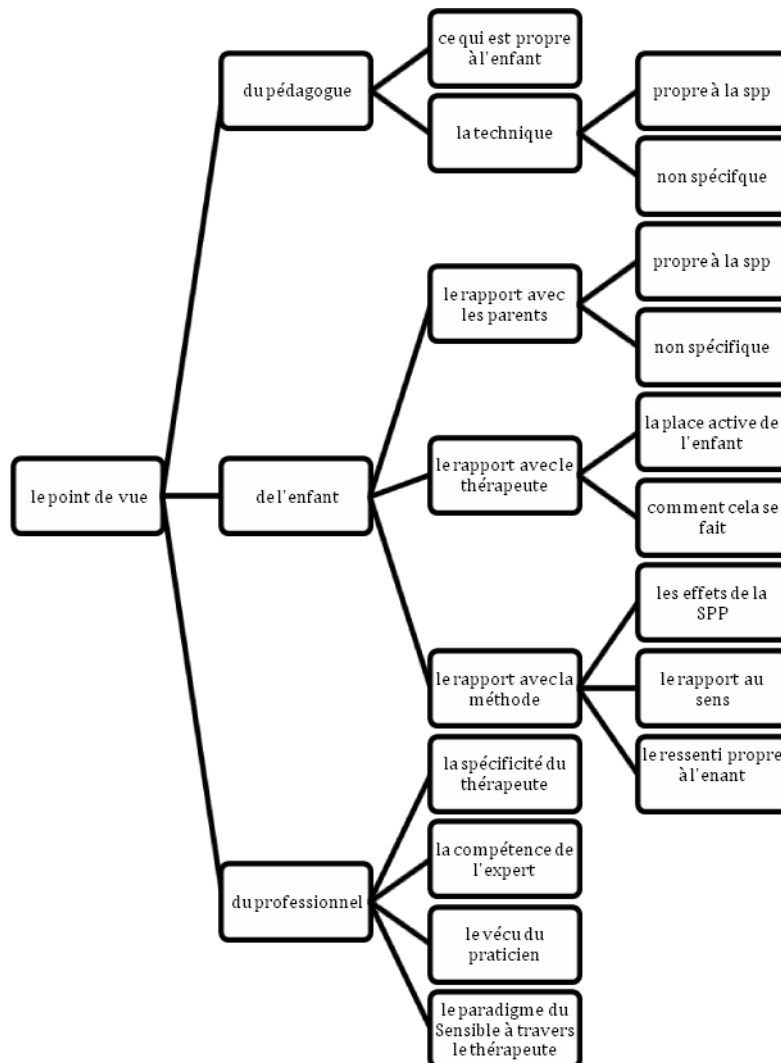 ce qui est propre
à l'enfant
du pédagogue
la technique
propre à la spp
non spécifque
le point de vue
de l'enfant
le rapport avec
les parents
propre à la spp
non spécifique
le rapport avec le
thérapeute
la place active de
l'enfant
comment cela se
fait
le rapport avec la
méthode
les effets de la
SPP
le rapport au
sens
le ressenti propre
à l'enant
du professionnel
la spécificité du
thérapeute
la compétence de
l'expert
le vécu du
praticien
le paradigme du
Sensible à travers
le thérapeute